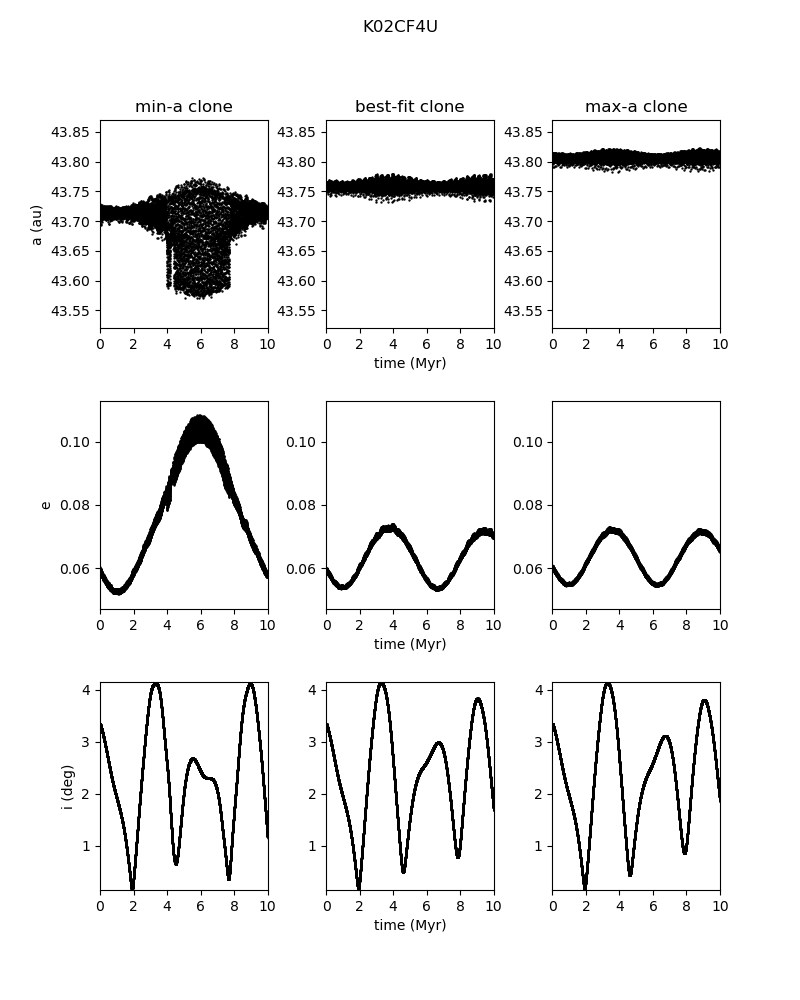 K02CF4U
min-a clone best-fit clone max-a clone
43.85 43.85 43.85
43.80 43.80 43.80
43.75 43.75 43.75
a (au) 43.70 43.70 43.70
43.65 43.65 43.65
43.60 43.60 43.60
43.55 43.55 43.55
0 2 4 6 8 10 0 2 4 6 8 10 0 2 4 6 8 10
time (Myr)
0.10 0.10 0.10
e 0.08 0.08 0.08
0.06 0.06 0.06
0 2 4 6 8 10 0 2 4 6 8 10 0 2 4 6 8 10
time (Myr)
4 4 4
3 3 3
i (deg) 2 2 2
1 1 1
0 2 4 6 8 10 0 2 4 6 8 10 0 2 4 6 8 10
time (Myr)